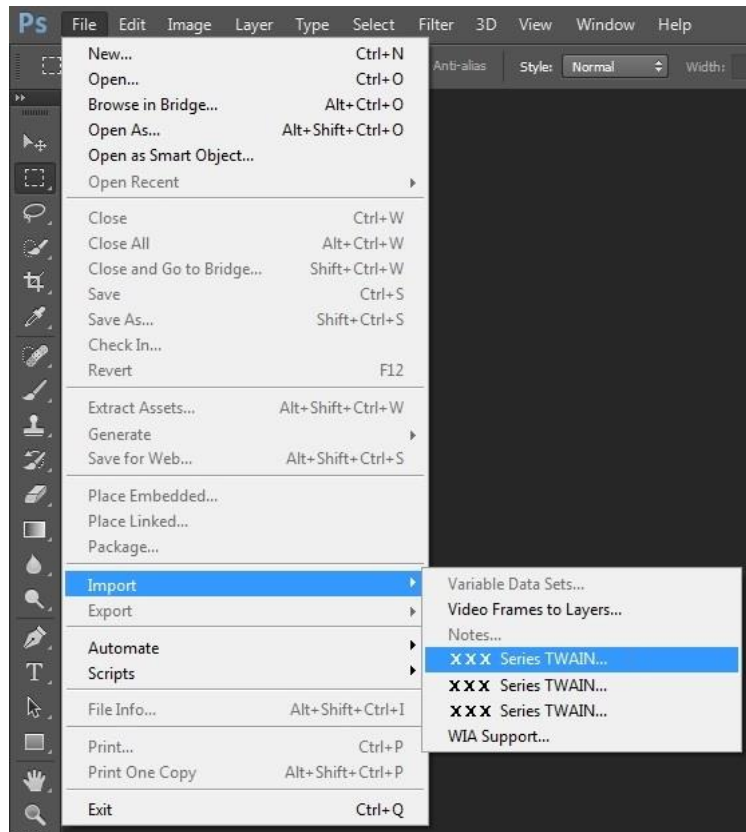 Ps File Edit Image Layer Type Select Filter 3D View Window Help
Anti-alias Style: Normal Width:
New... Ctrl+N
Open... Ctrl+O
Browse in Bridge... Alt+Ctrl+O
Open As... Alt+Shift+Ctrl+O
Open as Smart Object...
Open Recent
Close Ctrl+W
Close All Alt+Ctrl+W
Close and Go to Bridge... Shift+Ctrl+W
Save Ctrl+S
Save As... Shift+Ctrl+S
Check In...
Revert F12
Extract Assets... Alt+Shift+Ctrl+W
Generate
Save for Web... Alt+Shift+Ctrl+S
Place Embedded...
Place Linked...
Package...
Import
Export
Automate
Scripts
File Info... Alt+Shift+Ctrl+I
Print... Ctrl+P
Print One Copy Alt+Shift+Ctrl+P
Exit Ctrl+Q
Variable Data Sets...
Video Frames to Layers...
Notes...
XXX Series TWAIN...
XXX Series TWAIN...
XXX Series TWAIN...
WIA Support...